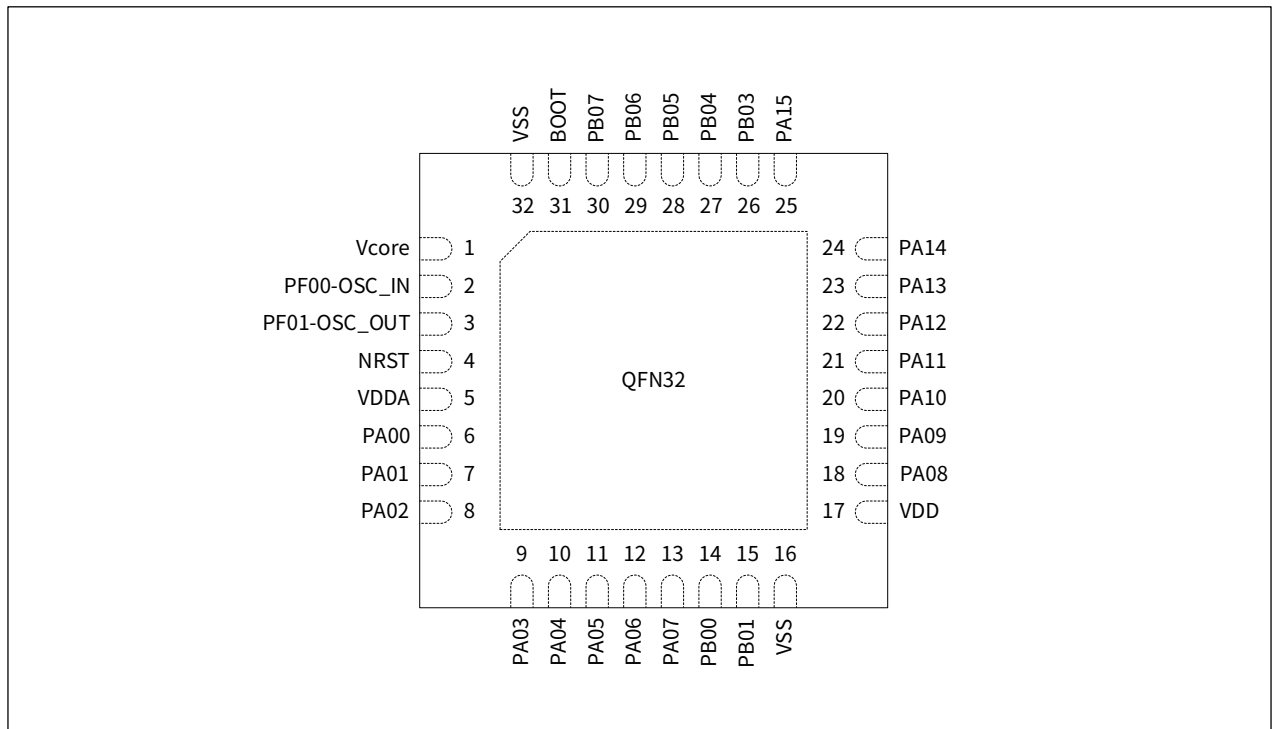 VSS BOOT PB07 PB06 PB05 PB04 PB03 PA15
32 31 30 29 28 27 26 25
Vcore 1 24 PA14
PF00-OSC_IN 2 23 PA13
PF01-OSC_OUT 3 22 PA12
NRST 4 21 PA11
QFN32
VDDA 5 20 PA10
PA00 6 19 PA09
PA01 7 18 PA08
PA02 8 17 VDD
9 10 11 12 13 14 15 16
PA03 PA04 PA05 PA06 PA07 PB00 PB01 VSS